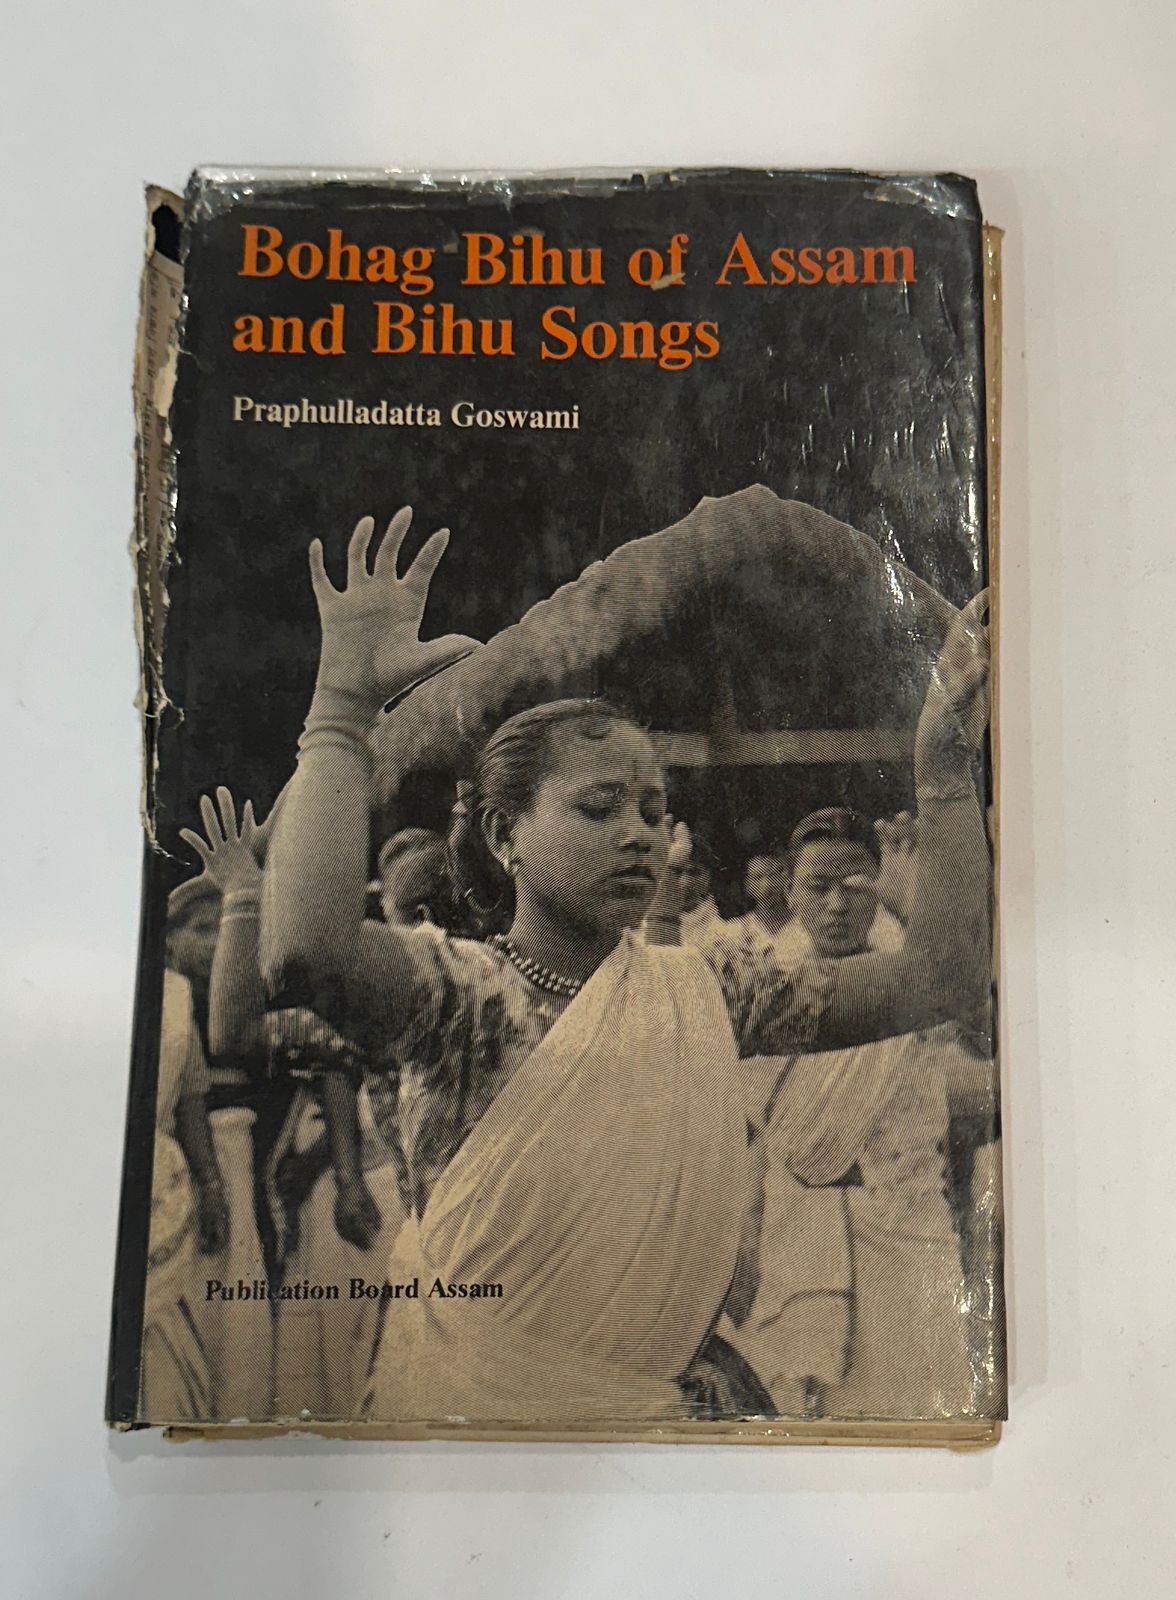 Bohag Bihu of Assam
and Bihu Songs
Praphulladatta Goswami
Publication Board Assam